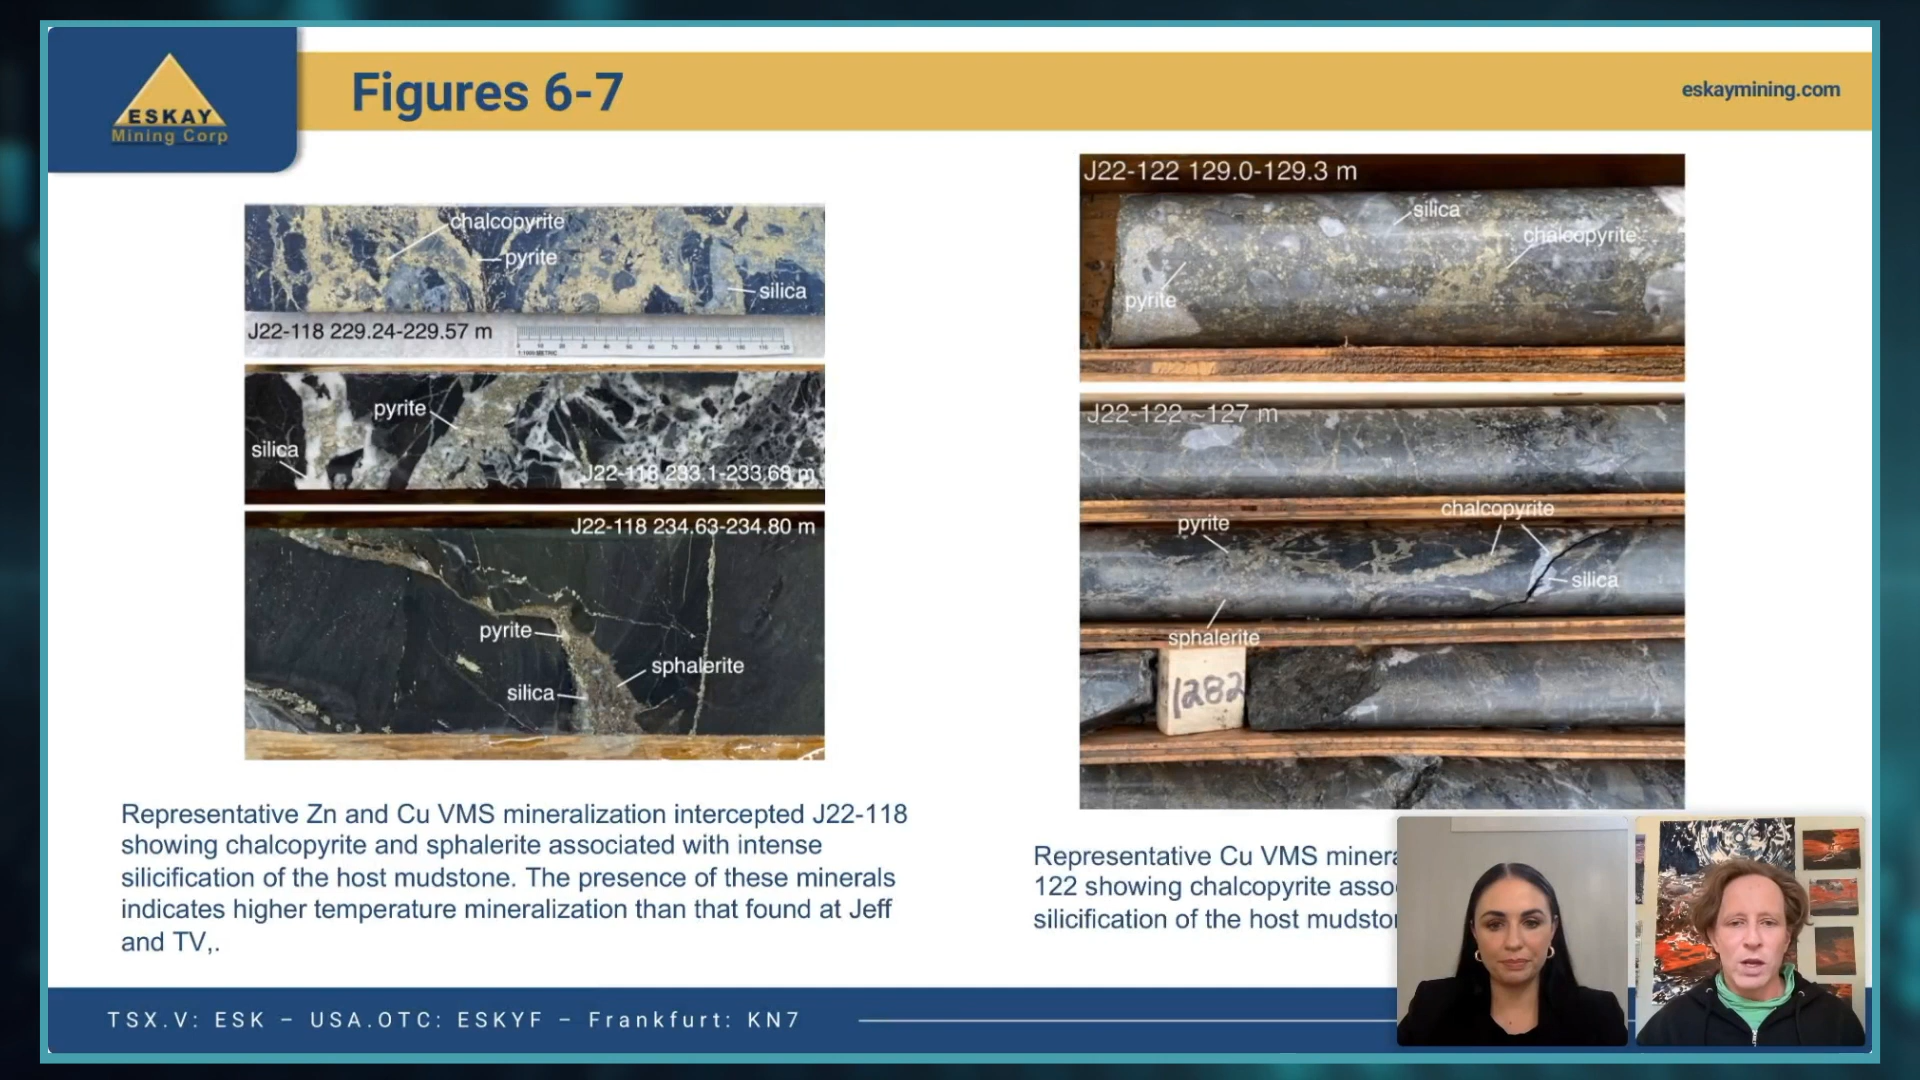 ESKAY
Mining Corp
Figures 6-7
eskaymining.com
chalcopyrite
pyrite
silica
J22-118 229.24-229.57 m
pyrite
silica
J22-118 233.1-233.68 m
J22-118 234.63-234.80 m
pyrite
sphalerite
silica
Representative Zn and Cu VMS mineralization intercepted J22-118
showing chalcopyrite and sphalerite associated with intense
silicification of the host mudstone. The presence of these minerals
indicates higher temperature mineralization than that found at Jeff
and TV,.
J22-122 129.0-129.3 m
silica
chalcopyrite
pyrite
J22-122 ~127 m
chalcopyrite
pyrite
silica
sphalerite
1282
Representative Cu VMS minera
122 showing chalcopyrite asso
silicification of the host mudsto
TSX.V: ESK – USA.OTC: ESKYF – Frankfurt: KN7